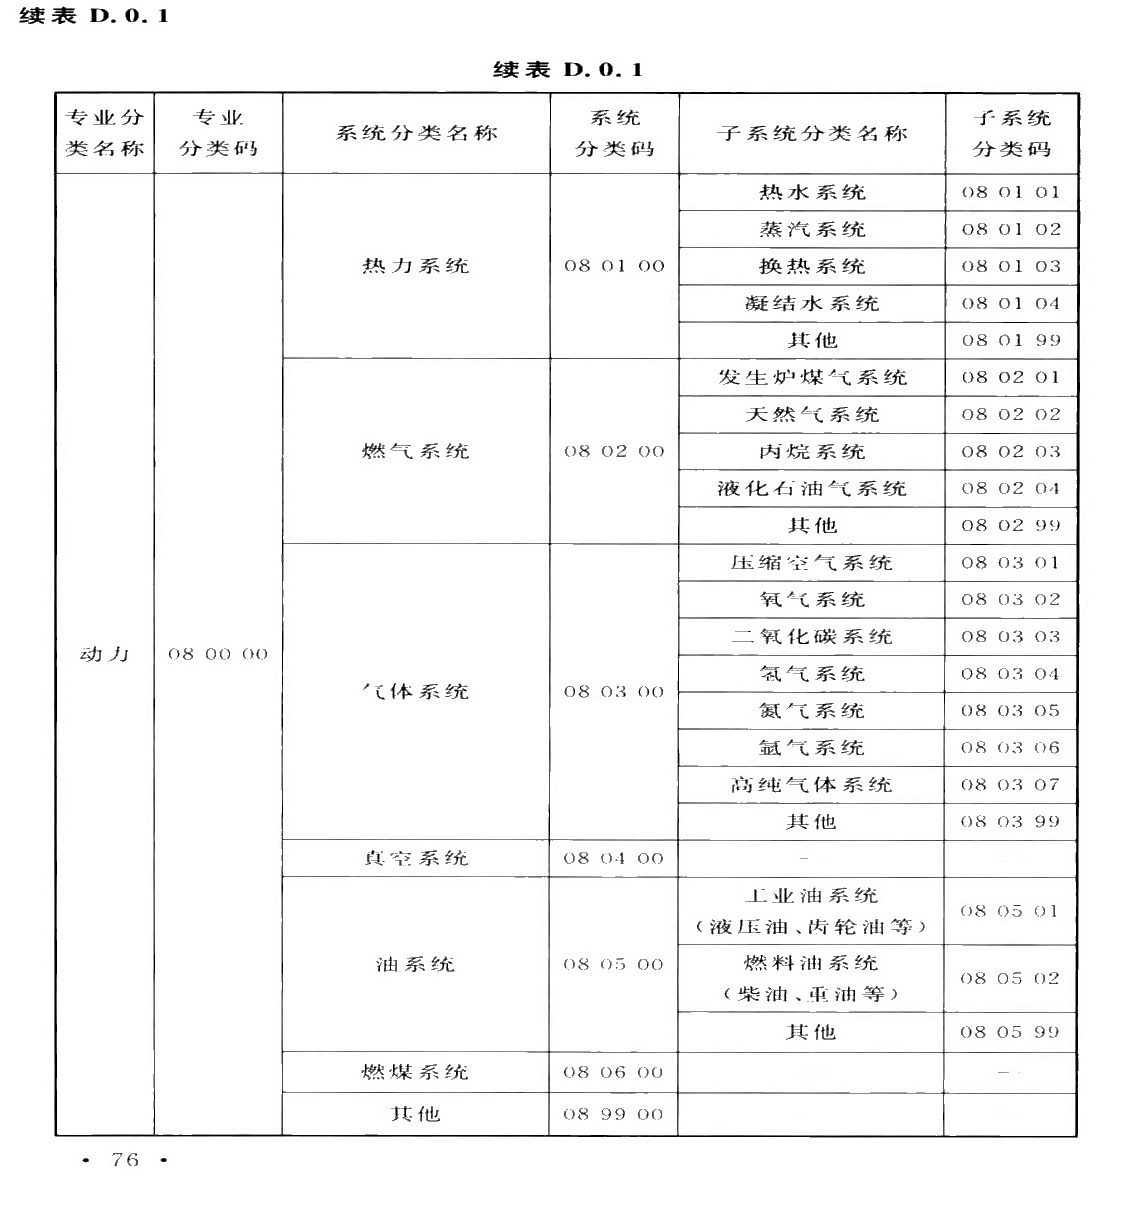 续表 D.0.1
续表 D.0.1
专业分
类名称
专业
分类码
系统分类名称
系统
分类码
子系统分类名称
子系统
分类码
动力
08 00 00
热力系统
08 01 00
热水系统
08 01 01
蒸汽系统
08 01 02
换热系统
08 01 03
凝结水系统
08 01 04
其他
08 01 99
燃气系统
08 02 00
发生炉煤气系统
08 02 01
天然气系统
08 02 02
丙烷系统
08 02 03
液化石油气系统
08 02 04
其他
08 02 99
气体系统
08 03 00
压缩空气系统
08 03 01
氧气系统
08 03 02
二氧化碳系统
08 03 03
氢气系统
08 03 04
氮气系统
08 03 05
氩气系统
08 03 06
高纯气体系统
08 03 07
其他
08 03 99
真空系统
08 04 00
–
油系统
08 05 00
工业油系统
(液压油、齿轮油等)
08 05 01
燃料油系统
(柴油、重油等)
08 05 02
其他
08 05 99
燃煤系统
08 06 00
–
其他
08 99 00
• 76 •